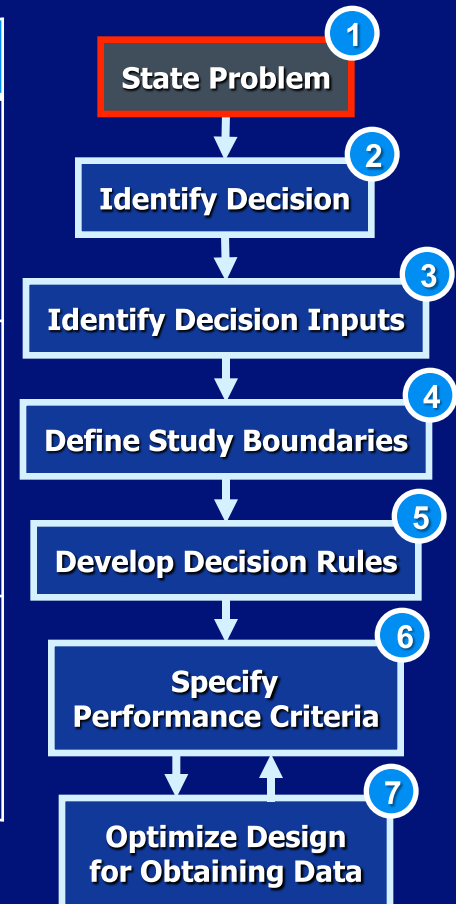 1
State Problem
2
Identify Decision
3
Identify Decision Inputs
4
Define Study Boundaries
5
Develop Decision Rules
6
Specify
Performance Criteria
7
Optimize Design
for Obtaining Data